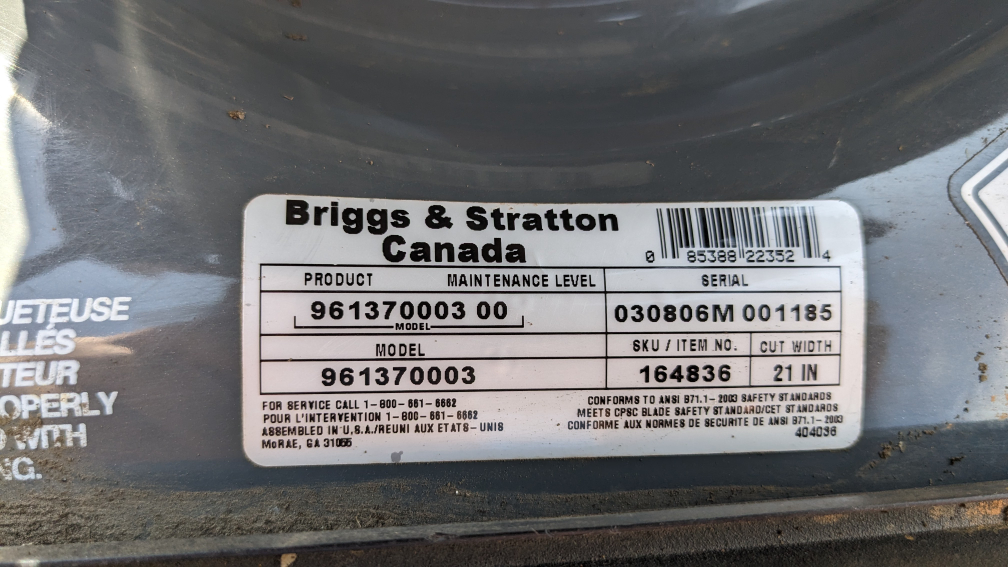 Briggs & Stratton
Canada
0 85388 22352 4
PRODUCT MAINTENANCE LEVEL SERIAL
961370003 00 030806M 001185
MODEL
MODEL SKU / ITEM NO. CUT WIDTH
961370003 164836 21 IN
FOR SERVICE CALL 1-800-661-6662
POUR L'INTERVENTION 1-800-661-6662
ASSEMBLED IN U.S.A./REUNI AUX ETATS-UNIS
McRAE, GA 31055
CONFORMS TO ANSI B71.1-2003 SAFETY STANDARDS
MEETS CPSC BLADE SAFETY STANDARD/CET STANDARDS
CONFORME AUX NORMES DE SECURITE DE ANSI B71.1-2003
404036
UETEUSE
LLÉS
TEUR
OPERLY
WITH
NG.